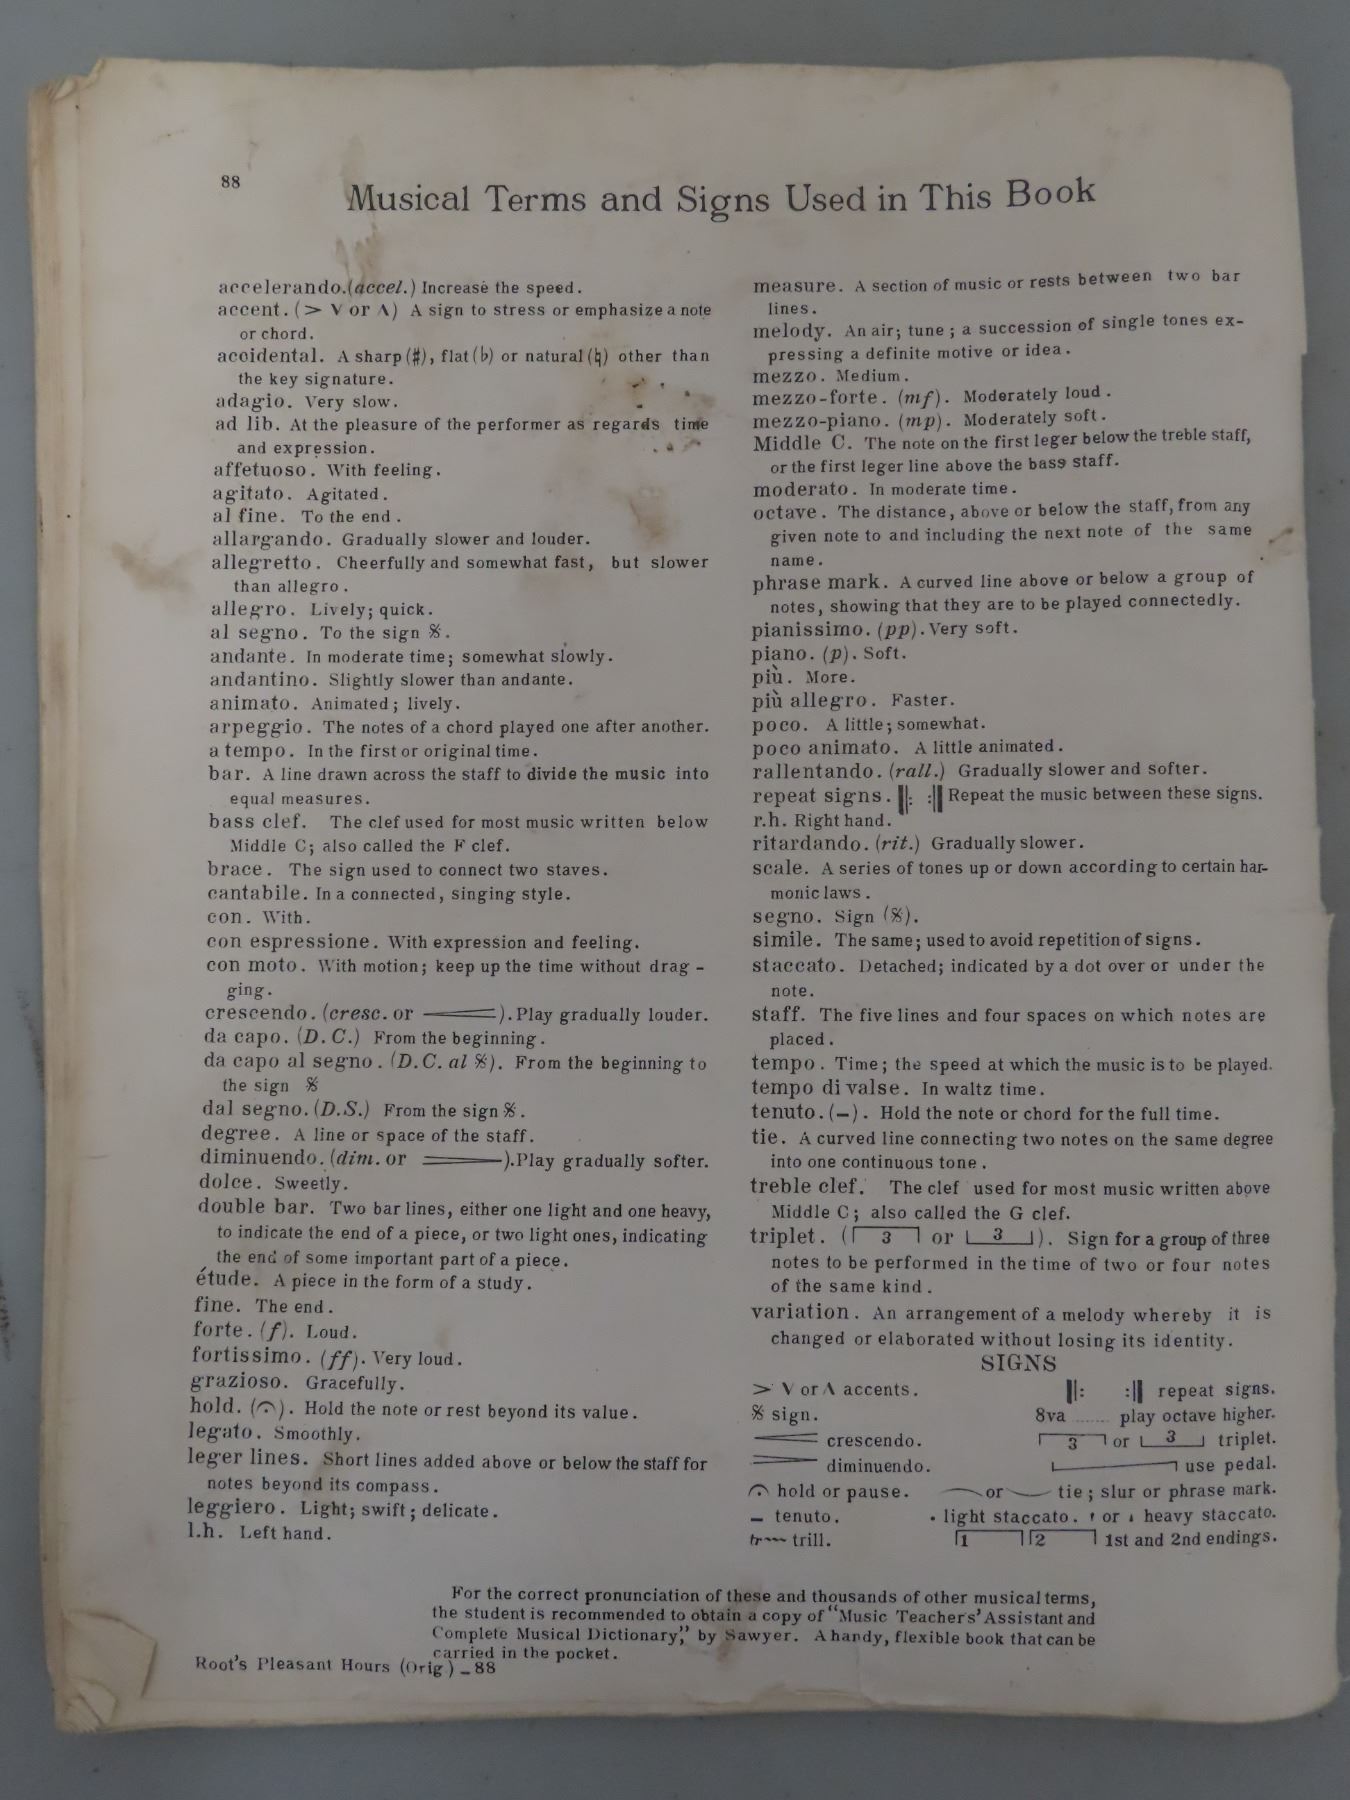 88
Musical Terms and Signs Used in This Book
accelerando.(accel.) Increase the speed.
accent. (> V or Λ) A sign to stress or emphasize a note
or chord.
accidental. A sharp (♯), flat (♭) or natural (♮) other than
the key signature.
adagio. Very slow.
ad lib. At the pleasure of the performer as regards time
and expression.
affetuoso. With feeling.
agitato. Agitated.
al fine. To the end.
allargando. Gradually slower and louder.
allegretto. Cheerfully and somewhat fast, but slower
than allegro.
allegro. Lively; quick.
al segno. To the sign 𝄋.
andante. In moderate time; somewhat slowly.
andantino. Slightly slower than andante.
animato. Animated; lively.
arpeggio. The notes of a chord played one after another.
a tempo. In the first or original time.
bar. A line drawn across the staff to divide the music into
equal measures.
bass clef. The clef used for most music written below
Middle C; also called the F clef.
brace. The sign used to connect two staves.
cantabile. In a connected, singing style.
con. With.
con espressione. With expression and feeling.
con moto. With motion; keep up the time without drag-
ging.
crescendo. (cresc. or ). Play gradually louder.
da capo. (D. C.) From the beginning.
da capo al segno. (D. C. al 𝄋). From the beginning to
the sign 𝄋
dal segno. (D.S.) From the sign 𝄋.
degree. A line or space of the staff.
diminuendo. (dim. or ). Play gradually softer.
dolce. Sweetly.
double bar. Two bar lines, either one light and one heavy,
to indicate the end of a piece, or two light ones, indicating
the end of some important part of a piece.
étude. A piece in the form of a study.
fine. The end.
forte. (f). Loud.
fortissimo. (ff). Very loud.
grazioso. Gracefully.
hold. (𝄐). Hold the note or rest beyond its value.
legato. Smoothly.
leger lines. Short lines added above or below the staff for
notes beyond its compass.
leggiero. Light; swift; delicate.
l.h. Left hand.
measure. A section of music or rests between two bar
lines.
melody. An air; tune; a succession of single tones ex-
pressing a definite motive or idea.
mezzo. Medium.
mezzo-forte. (mf). Moderately loud.
mezzo-piano. (mp). Moderately soft.
Middle C. The note on the first leger below the treble staff,
or the first leger line above the bass staff.
moderato. In moderate time.
octave. The distance, above or below the staff, from any
given note to and including the next note of the same
name.
phrase mark. A curved line above or below a group of
notes, showing that they are to be played connectedly.
pianissimo. (pp). Very soft.
piano. (p). Soft.
più. More.
più allegro. Faster.
poco. A little; somewhat.
poco animato. A little animated.
rallentando. (rall.) Gradually slower and softer.
repeat signs. 𝄆 𝄇 Repeat the music between these signs.
r.h. Right hand.
ritardando. (rit.) Gradually slower.
scale. A series of tones up or down according to certain har-
monic laws.
segno. Sign (𝄋).
simile. The same; used to avoid repetition of signs.
staccato. Detached; indicated by a dot over or under the
note.
staff. The five lines and four spaces on which notes are
placed.
tempo. Time; the speed at which the music is to be played.
tempo di valse. In waltz time.
tenuto. (–). Hold the note or chord for the full time.
tie. A curved line connecting two notes on the same degree
into one continuous tone.
treble clef. The clef used for most music written above
Middle C; also called the G clef.
triplet. (3 or 3). Sign for a group of three
notes to be performed in the time of two or four notes
of the same kind.
variation. An arrangement of a melody whereby it is
changed or elaborated without losing its identity.
SIGNS
> V or Λ accents. 𝄆 𝄇 repeat signs.
𝄋 sign. 8va ....... play octave higher.
crescendo. 3 or 3 triplet.
diminuendo. use pedal.
𝄐 hold or pause. or tie; slur or phrase mark.
– tenuto. • light staccato. or heavy staccato.
tr~~~ trill. 1 2 1st and 2nd endings.
For the correct pronunciation of these and thousands of other musical terms,
the student is recommended to obtain a copy of "Music Teachers' Assistant and
Complete Musical Dictionary," by Sawyer. A handy, flexible book that can be
carried in the pocket.
Root's Pleasant Hours (Orig) – 88